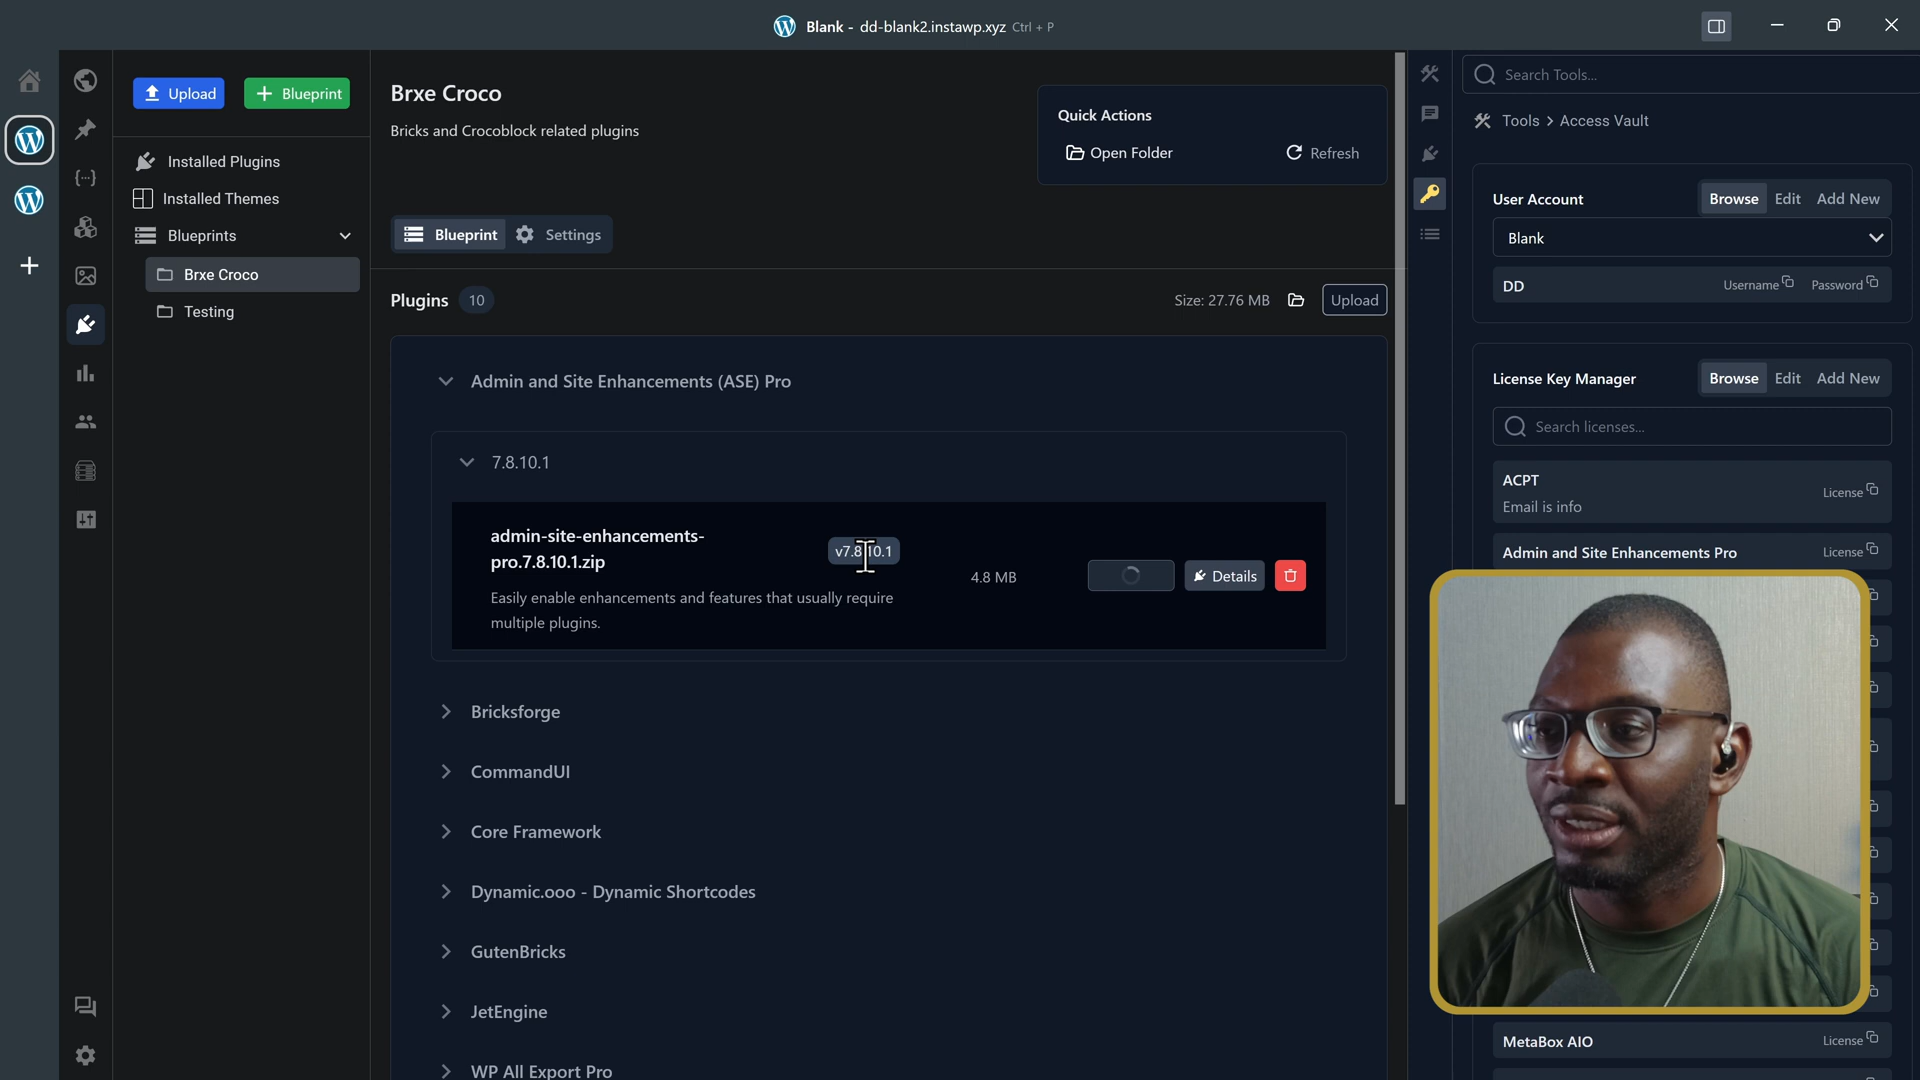 Blank - dd-blank2.instawp.xyz Ctrl + P
Upload
Blueprint
Installed Plugins
Installed Themes
Blueprints
Brxe Croco
Testing
Brxe Croco
Bricks and Crocoblock related plugins
Quick Actions
Open Folder
Refresh
Blueprint
Settings
Plugins 10
Size: 27.76 MB
Upload
Admin and Site Enhancements (ASE) Pro
7.8.10.1
admin-site-enhancements-
pro.7.8.10.1.zip
v7.8.10.1
Easily enable enhancements and features that usually require
multiple plugins.
4.8 MB
Details
Bricksforge
CommandUI
Core Framework
Dynamic.ooo - Dynamic Shortcodes
GutenBricks
JetEngine
WP All Export Pro
Search Tools...
Tools > Access Vault
User Account
Browse Edit Add New
Blank
DD
Username
Password
License Key Manager
Browse Edit Add New
Search licenses...
ACPT
Email is info
License
Admin and Site Enhancements Pro
License
MetaBox AIO
License